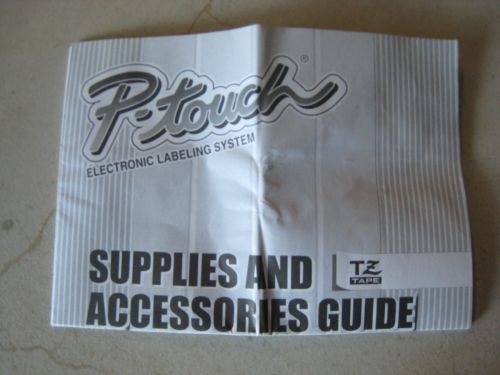 P-touch®
ELECTRONIC LABELING SYSTEM
SUPPLIES AND
ACCESSORIES GUIDE
TZ
TAPE